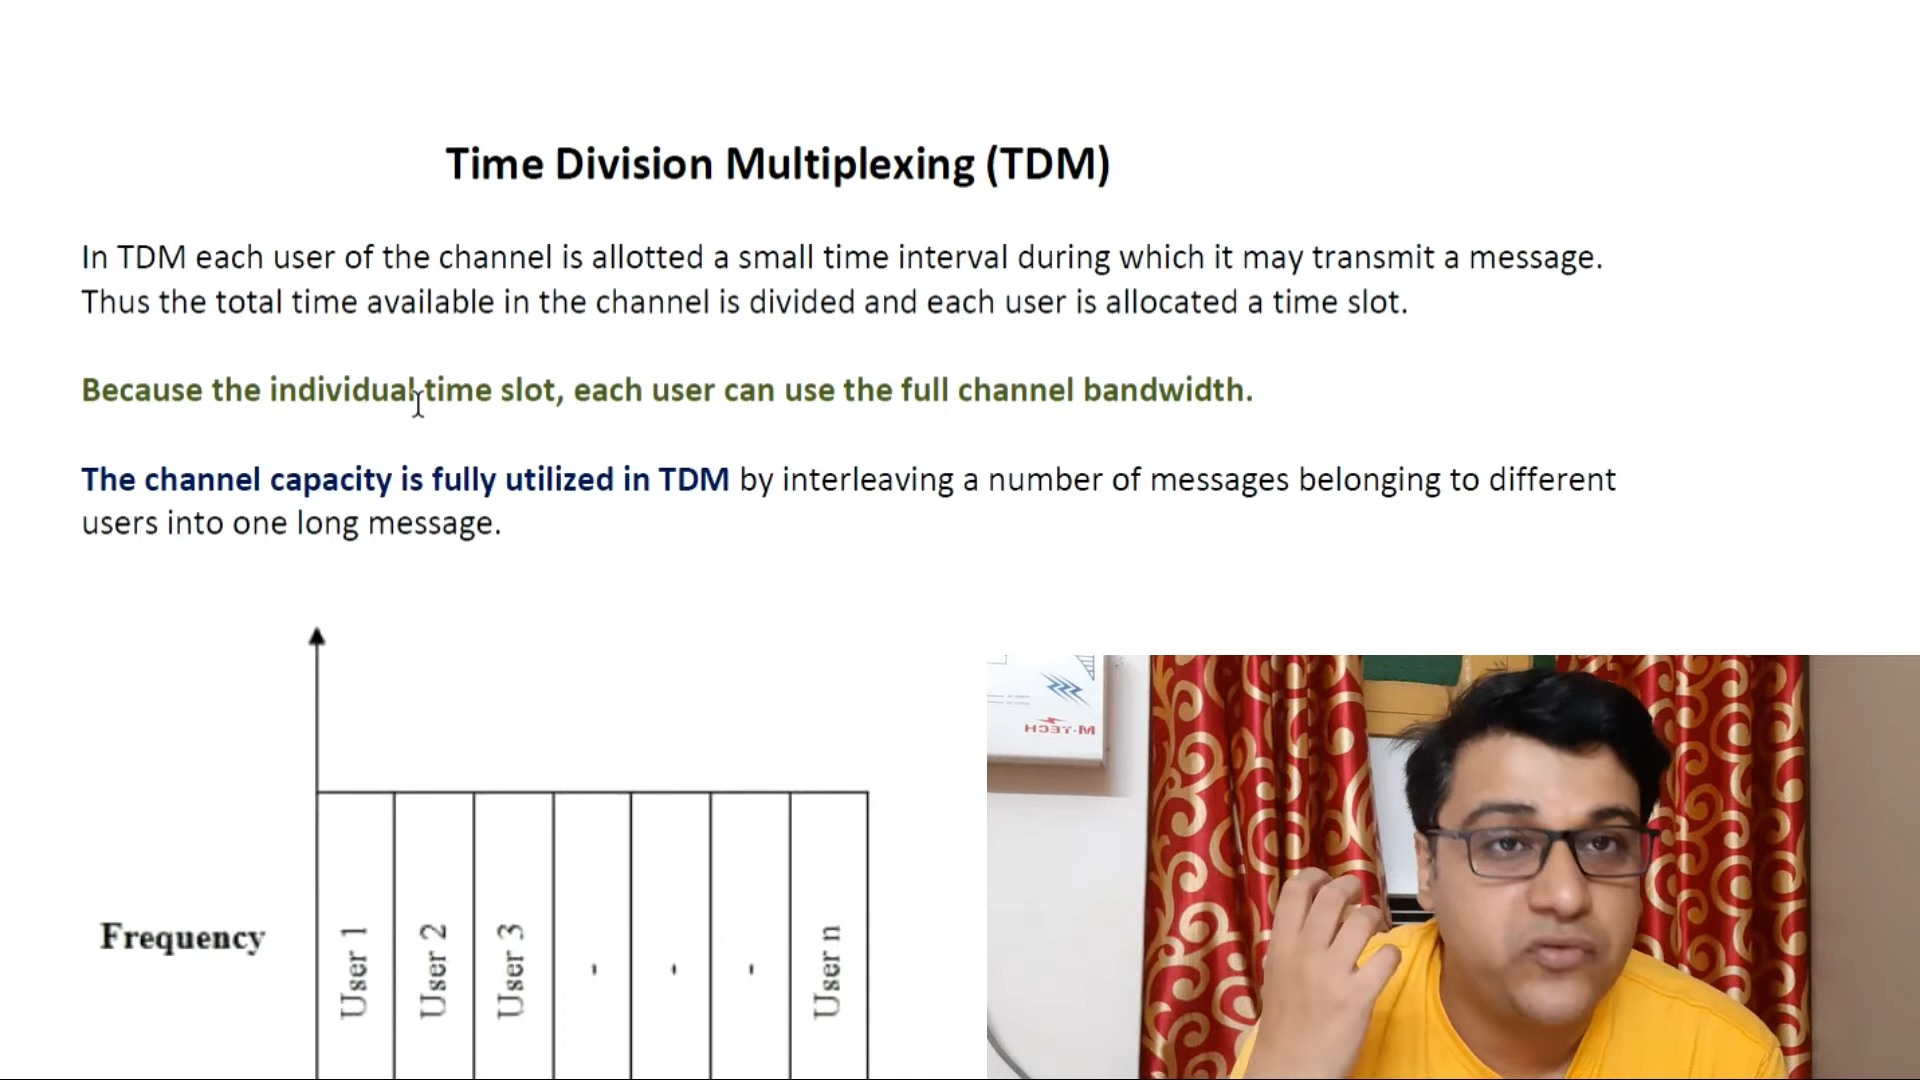 Time Division Multiplexing (TDM)
In TDM each user of the channel is allotted a small time interval during which it may transmit a message.
Thus the total time available in the channel is divided and each user is allocated a time slot.
Because the individual time slot, each user can use the full channel bandwidth.
The channel capacity is fully utilized in TDM by interleaving a number of messages belonging to different
users into one long message.
Frequency
User 1
User 2
User 3
-
-
-
User n
M-TECH